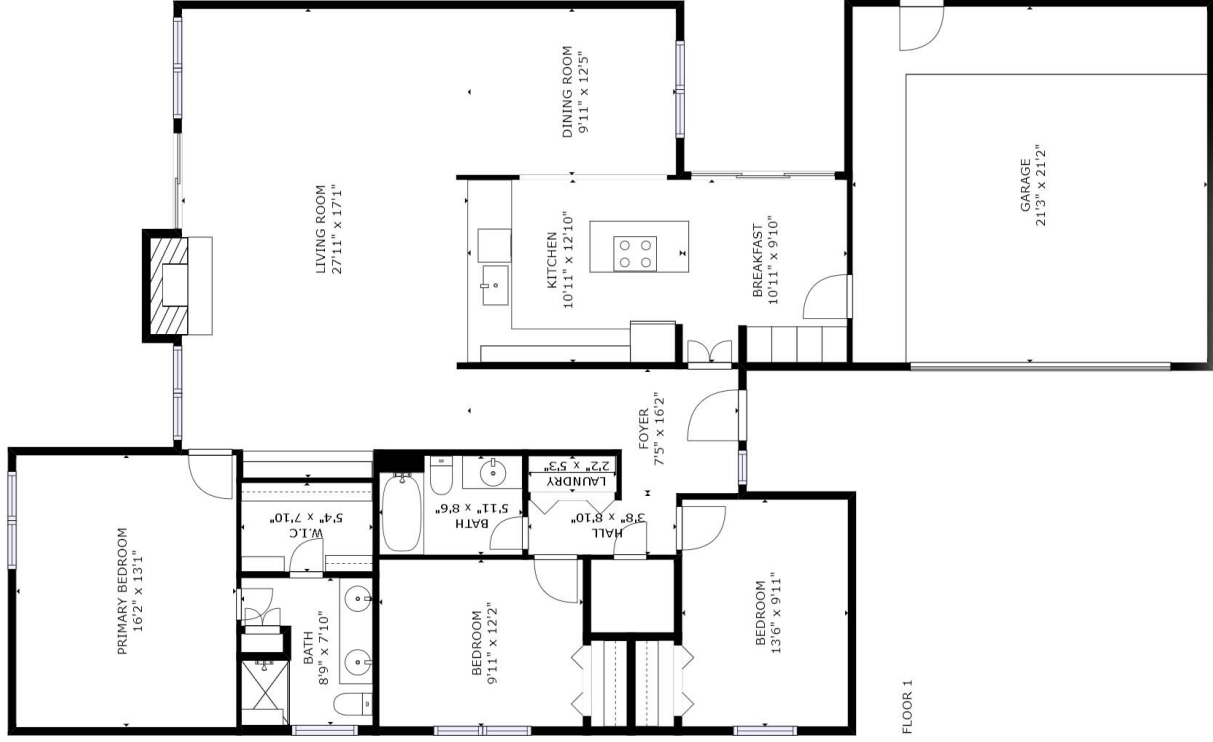 DINING ROOM
9'11" x 12'5"
LIVING ROOM
27'11" x 17'1"
KITCHEN
10'11" x 12'10"
BREAKFAST
10'11" x 9'10"
GARAGE
21'3" x 21'2"
FOYER
7'5" x 16'2"
LAUNDRY
2'2" x 5'3"
HALL
3'8" x 8'10"
BATH
5'11" x 8'6"
W.I.C
5'4" x 7'10"
PRIMARY BEDROOM
16'2" x 13'1"
BATH
8'9" x 7'10"
BEDROOM
9'11" x 12'2"
BEDROOM
13'6" x 9'11"
FLOOR 1